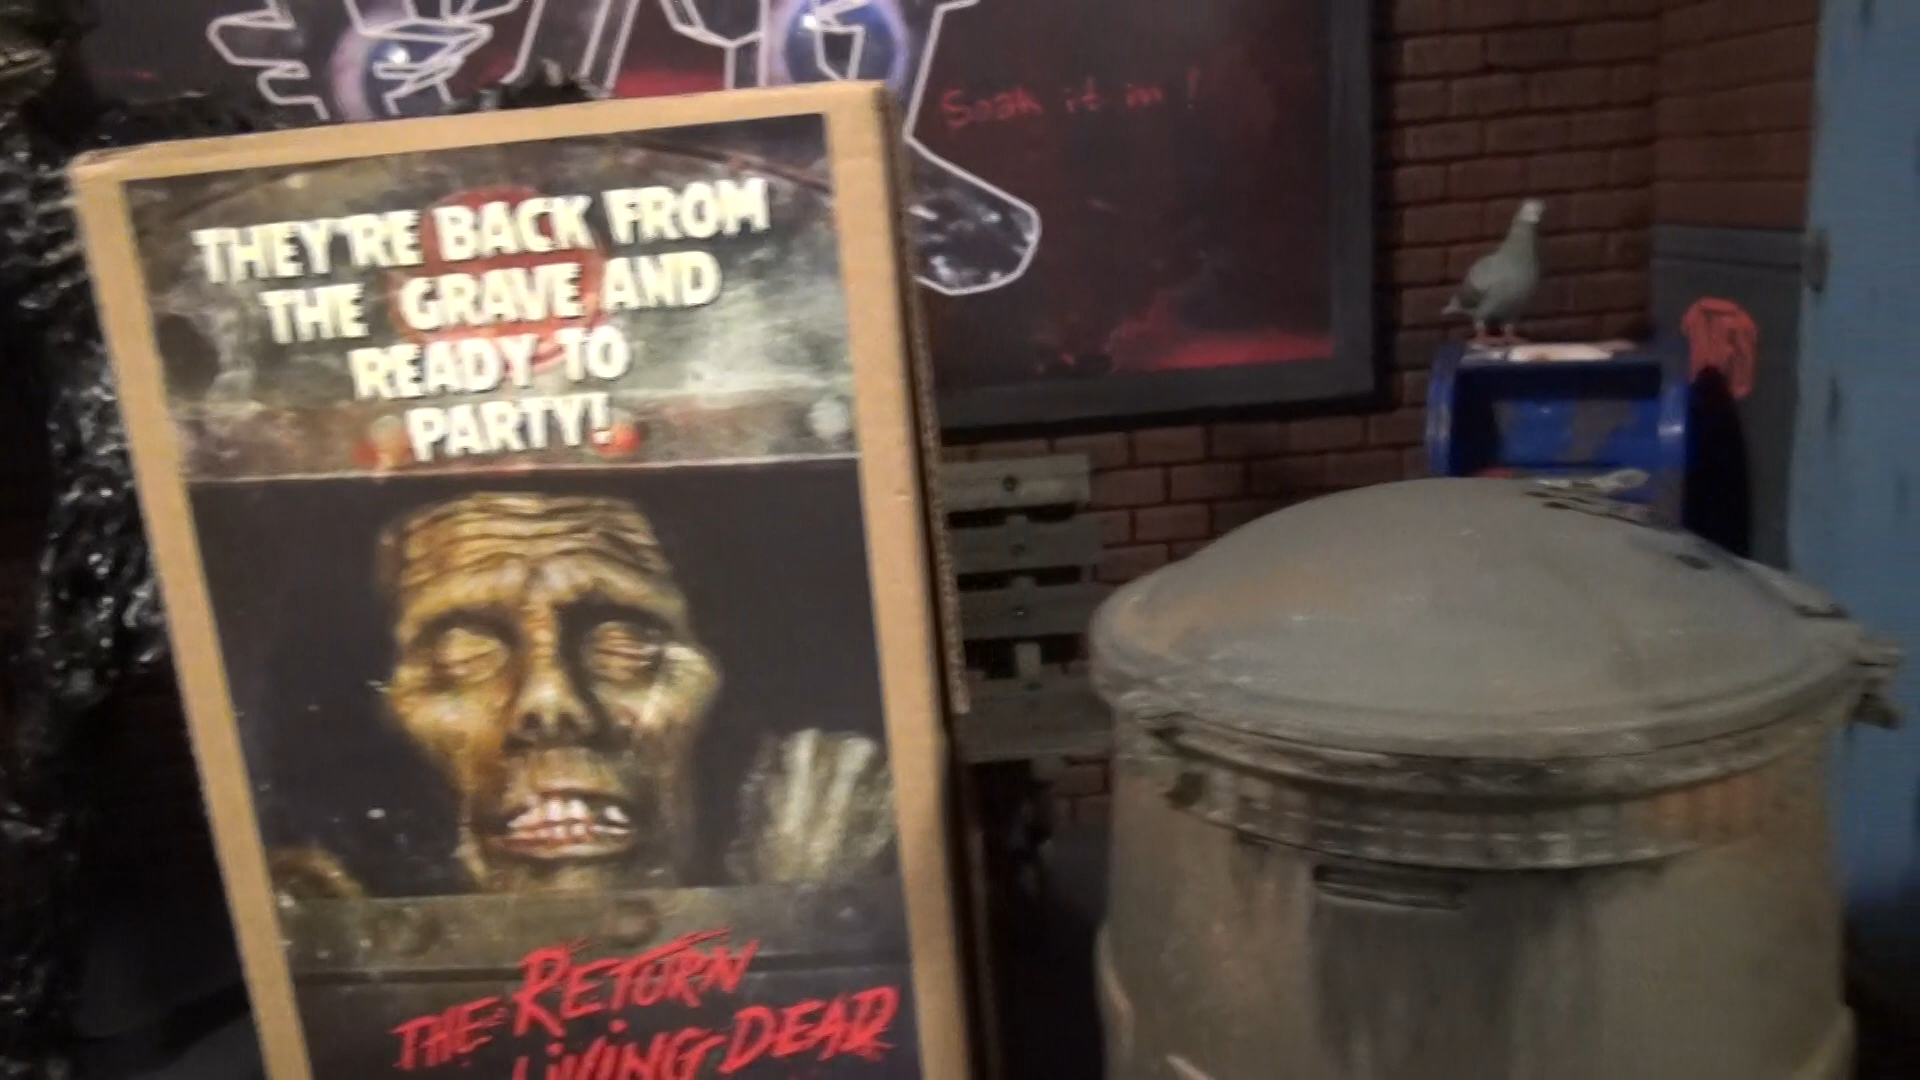 Soak it in!
THEY'RE BACK FROM
THE GRAVE AND
READY TO
PARTY!
THE RETURN
LIVING DEAD